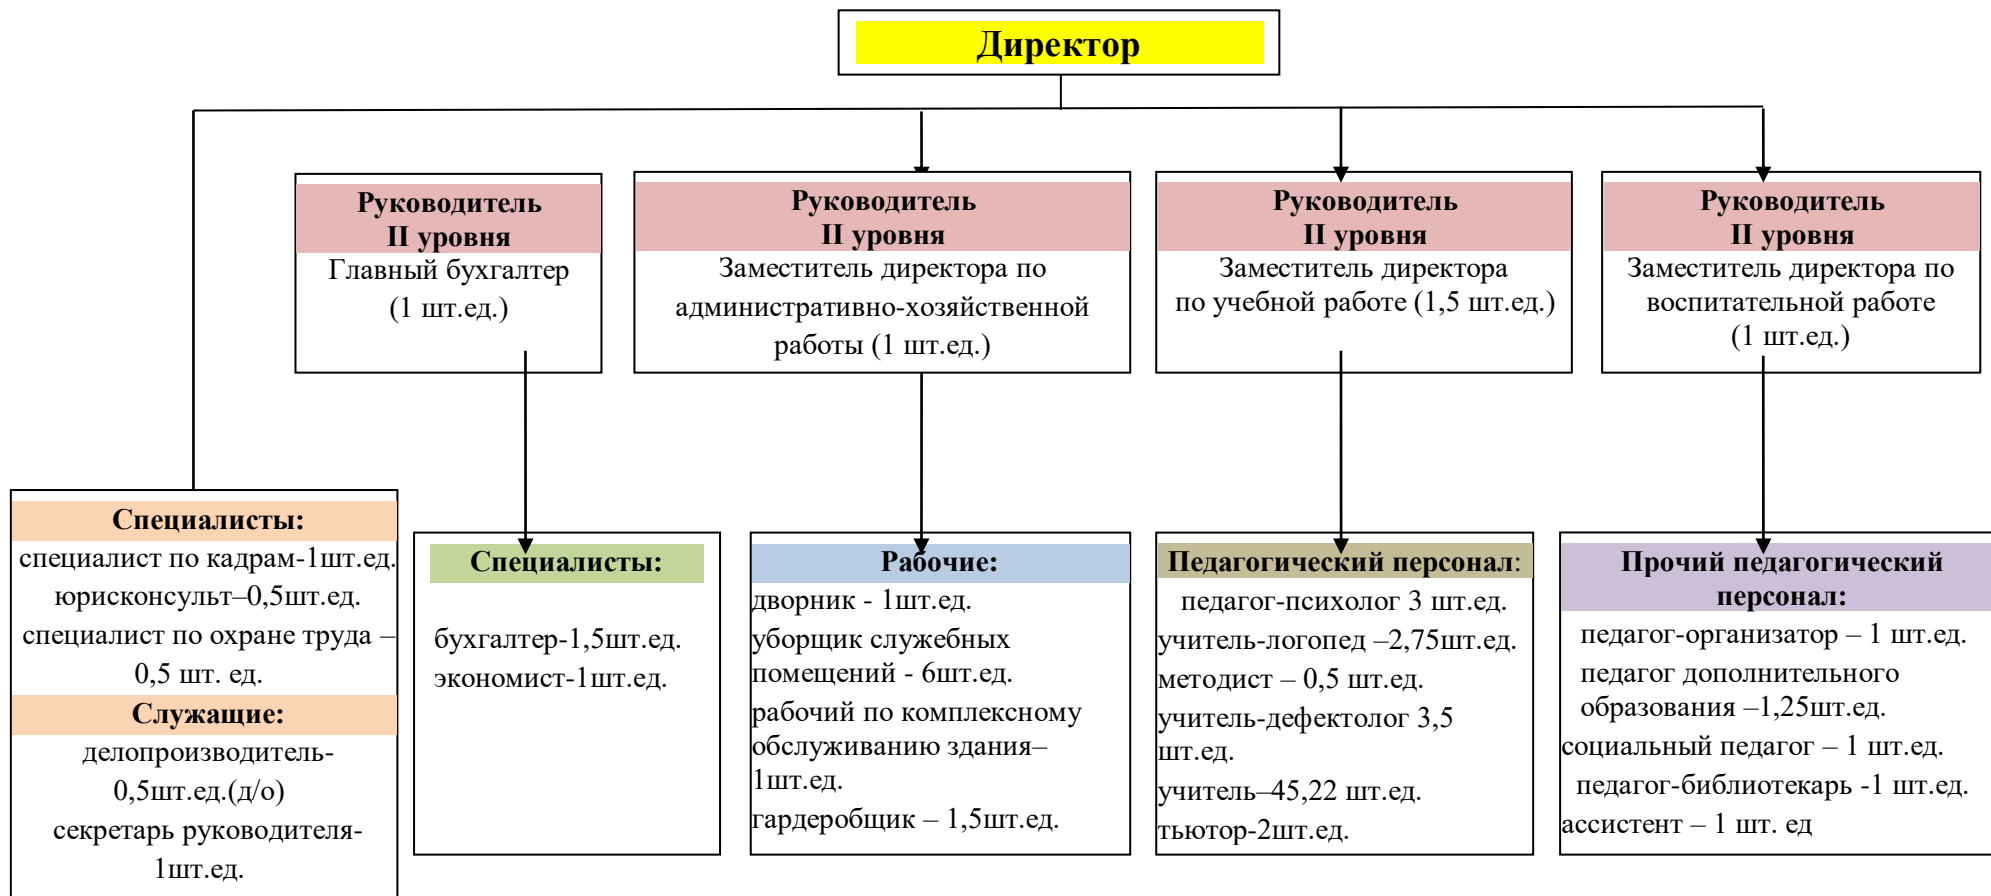 Директор
Руководитель
II уровня
Главный бухгалтер
(1 шт.ед.)
Руководитель
II уровня
Заместитель директора по
административно-хозяйственной
работы (1 шт.ед.)
Руководитель
II уровня
Заместитель директора
по учебной работе (1,5 шт.ед.)
Руководитель
II уровня
Заместитель директора по
воспитательной работе
(1 шт.ед.)
Специалисты:
специалист по кадрам-1шт.ед.
юрисконсульт–0,5шт.ед.
специалист по охране труда –
0,5 шт. ед.
Служащие:
делопроизводитель-
0,5шт.ед.(д/о)
секретарь руководителя-
1шт.ед.
Специалисты:
бухгалтер-1,5шт.ед.
экономист-1шт.ед.
Рабочие:
дворник - 1шт.ед.
уборщик служебных
помещений - 6шт.ед.
рабочий по комплексному
обслуживанию здания–
1шт.ед.
гардеробщик – 1,5шт.ед.
Педагогический персонал:
педагог-психолог 3 шт.ед.
учитель-логопед –2,75шт.ед.
методист – 0,5 шт.ед.
учитель-дефектолог 3,5
шт.ед.
учитель–45,22 шт.ед.
тьютор-2шт.ед.
Прочий педагогический
персонал:
педагог-организатор – 1 шт.ед.
педагог дополнительного
образования –1,25шт.ед.
социальный педагог – 1 шт.ед.
педагог-библиотекарь -1 шт.ед.
ассистент – 1 шт. ед